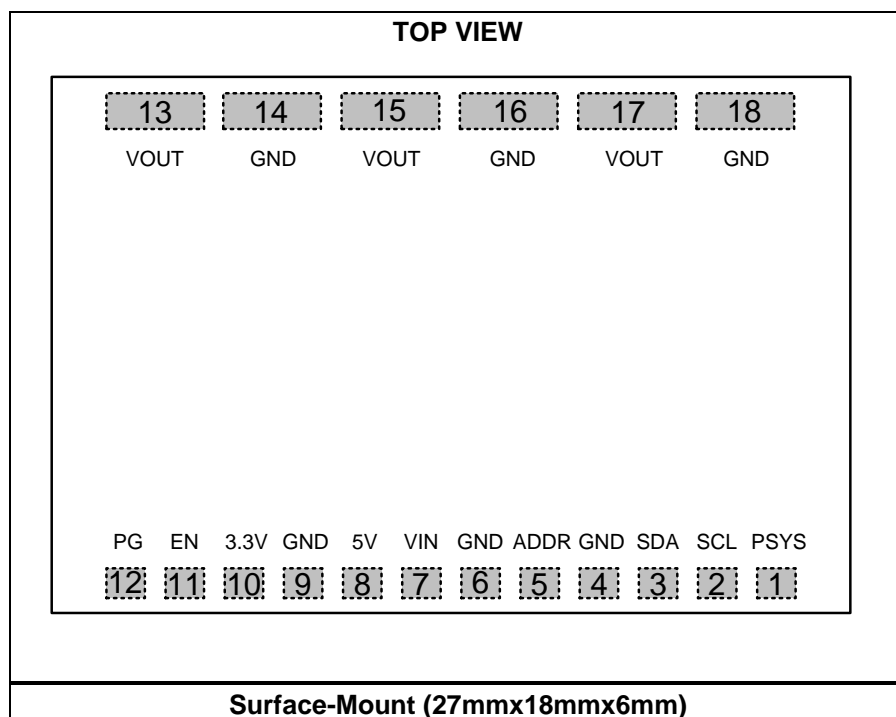 TOP VIEW
13 14 15 16 17 18
VOUT GND VOUT GND VOUT GND
PG EN 3.3V GND 5V VIN GND ADDR GND SDA SCL PSYS
12 11 10 9 8 7 6 5 4 3 2 1
Surface-Mount (27mmx18mmx6mm)